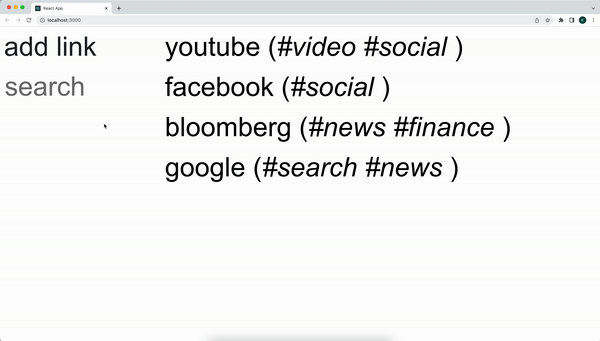 React App
localhost:3000
add link
search
youtube (#video #social )
facebook (#social )
bloomberg (#news #finance )
google (#search #news )